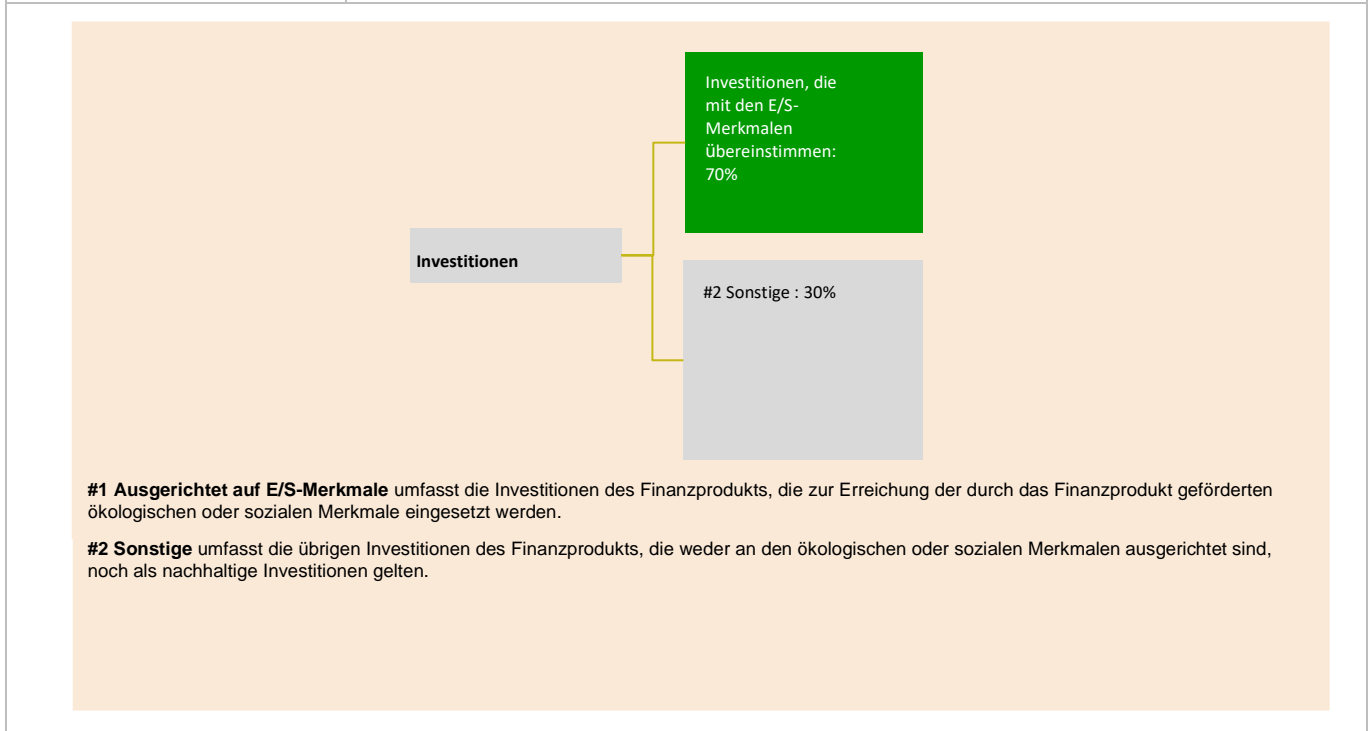 Investitionen, die
mit den E/S-
Merkmalen
übereinstimmen:
70%
Investitionen
#2 Sonstige : 30%
#1 Ausgerichtet auf E/S-Merkmale umfasst die Investitionen des Finanzprodukts, die zur Erreichung der durch das Finanzprodukt geförderten
ökologischen oder sozialen Merkmale eingesetzt werden.
#2 Sonstige umfasst die übrigen Investitionen des Finanzprodukts, die weder an den ökologischen oder sozialen Merkmalen ausgerichtet sind,
noch als nachhaltige Investitionen gelten.